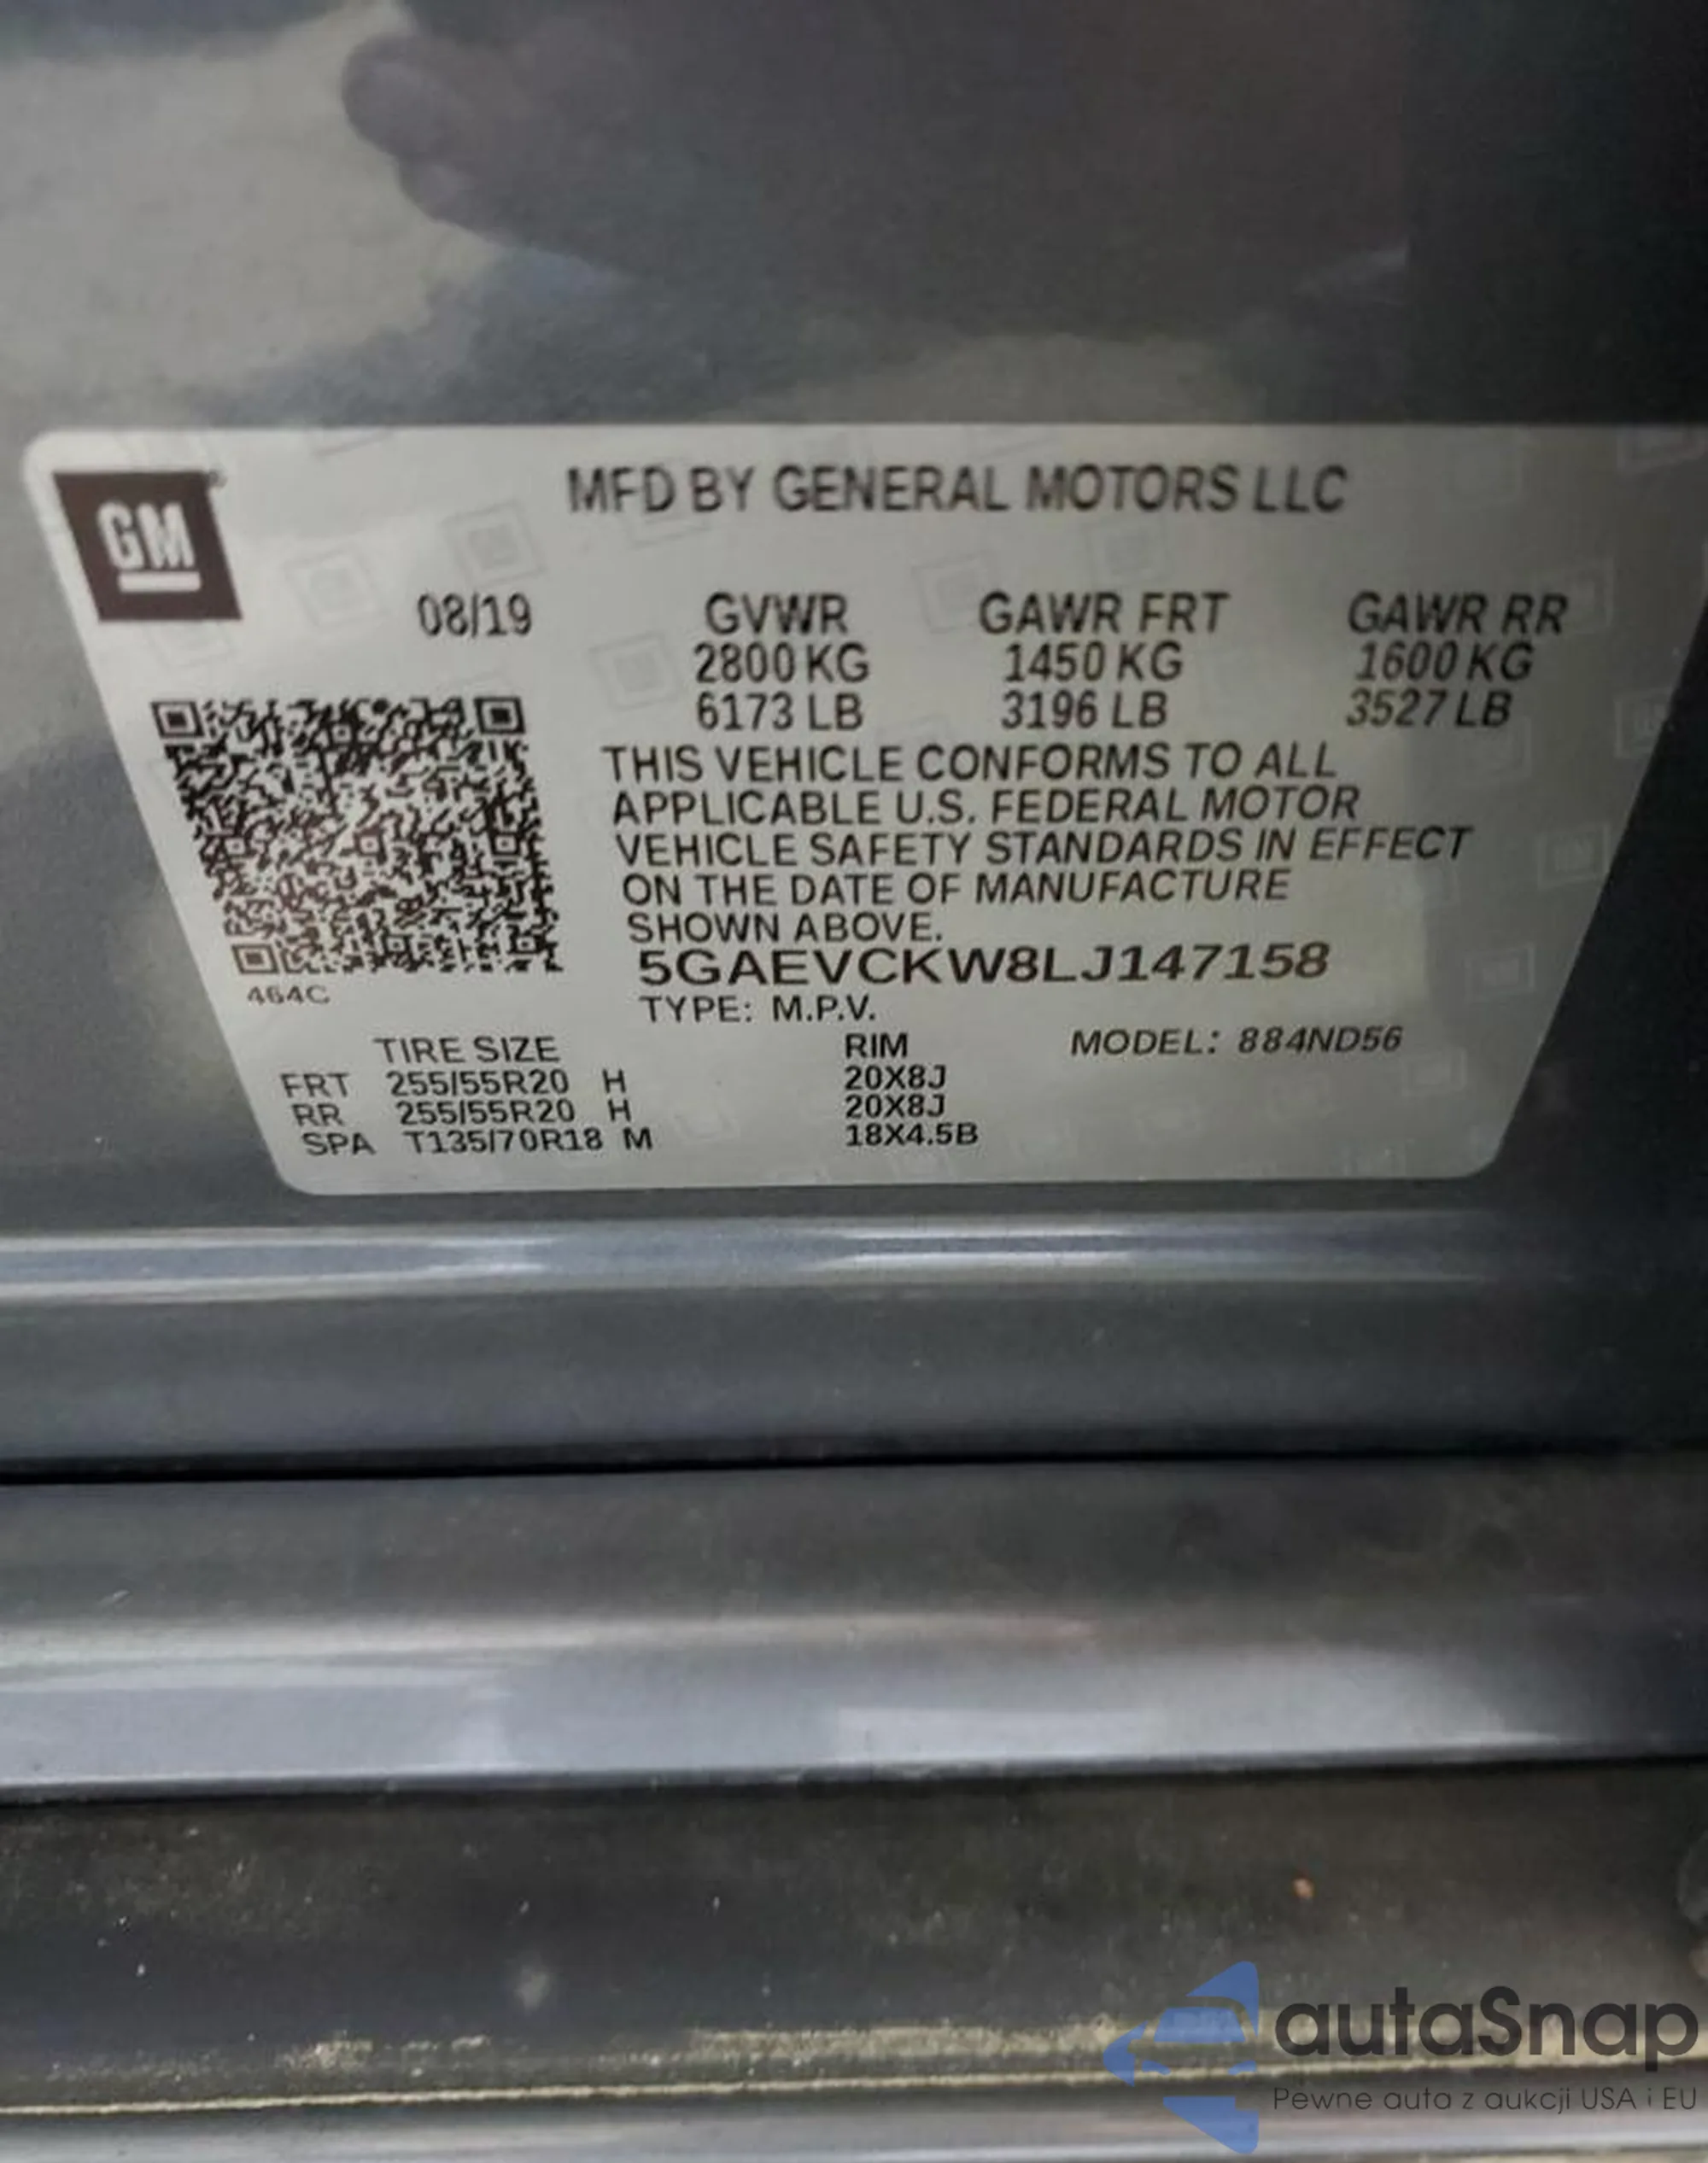 GM
MFD BY GENERAL MOTORS LLC
08/19 GVWR GAWR FRT GAWR RR
2800 KG 1450 KG 1600 KG
6173 LB 3196 LB 3527 LB
THIS VEHICLE CONFORMS TO ALL
APPLICABLE U.S. FEDERAL MOTOR
VEHICLE SAFETY STANDARDS IN EFFECT
ON THE DATE OF MANUFACTURE
SHOWN ABOVE.
5GAEVCKW8LJ147158
464C
TYPE: M.P.V.
TIRE SIZE RIM MODEL: 884ND56
FRT 255/55R20 H 20X8J
RR 255/55R20 H 20X8J
SPA T135/70R18 M 18X4.5B
autaSnap
Pewne auta z aukcji USA i EU